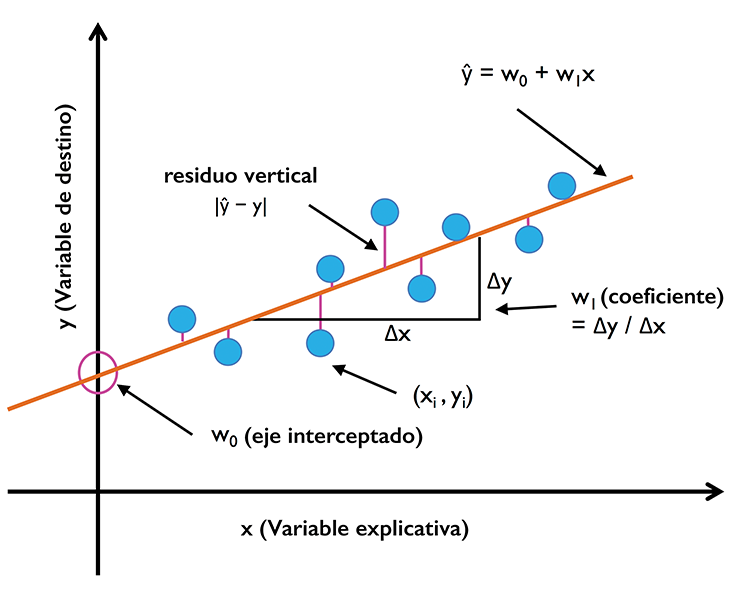 ŷ = w₀ + w₁x
y (Variable de destino)
residuo vertical
|ŷ − y|
Δy
w₁ (coeficiente)
= Δy / Δx
Δx
(xᵢ , yᵢ)
w₀ (eje interceptado)
x (Variable explicativa)